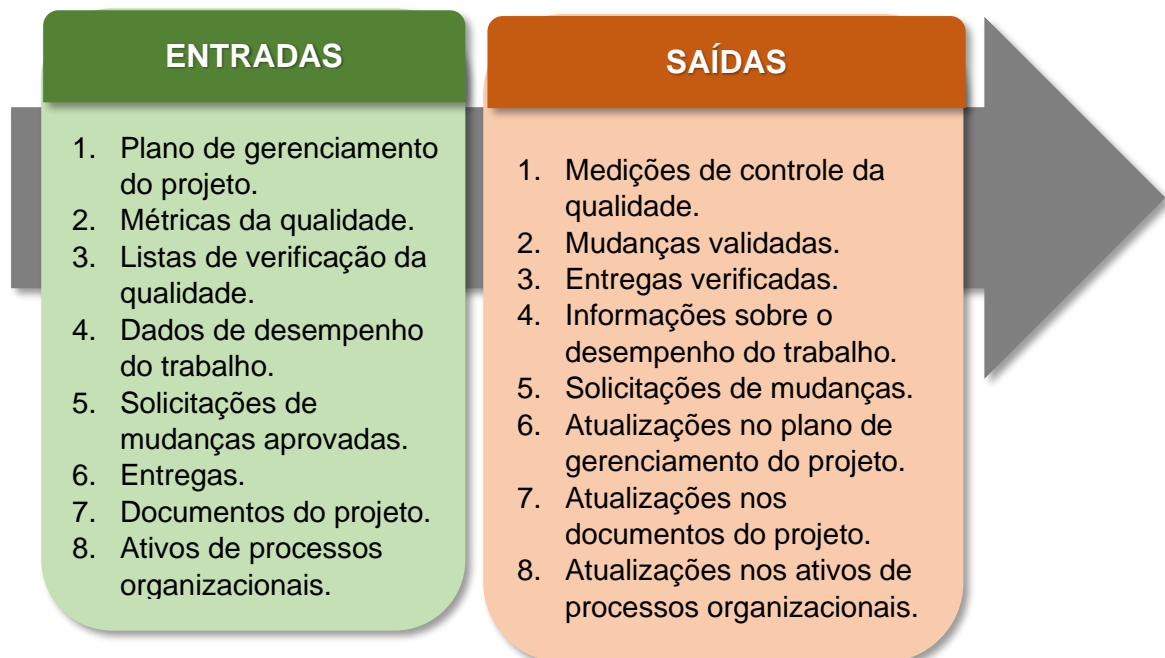 ENTRADAS
1. Plano de gerenciamento
do projeto.
2. Métricas da qualidade.
3. Listas de verificação da
qualidade.
4. Dados de desempenho
do trabalho.
5. Solicitações de
mudanças aprovadas.
6. Entregas.
7. Documentos do projeto.
8. Ativos de processos
organizacionais.
SAÍDAS
1. Medições de controle da
qualidade.
2. Mudanças validadas.
3. Entregas verificadas.
4. Informações sobre o
desempenho do trabalho.
5. Solicitações de mudanças.
6. Atualizações no plano de
gerenciamento do projeto.
7. Atualizações nos
documentos do projeto.
8. Atualizações nos ativos de
processos organizacionais.